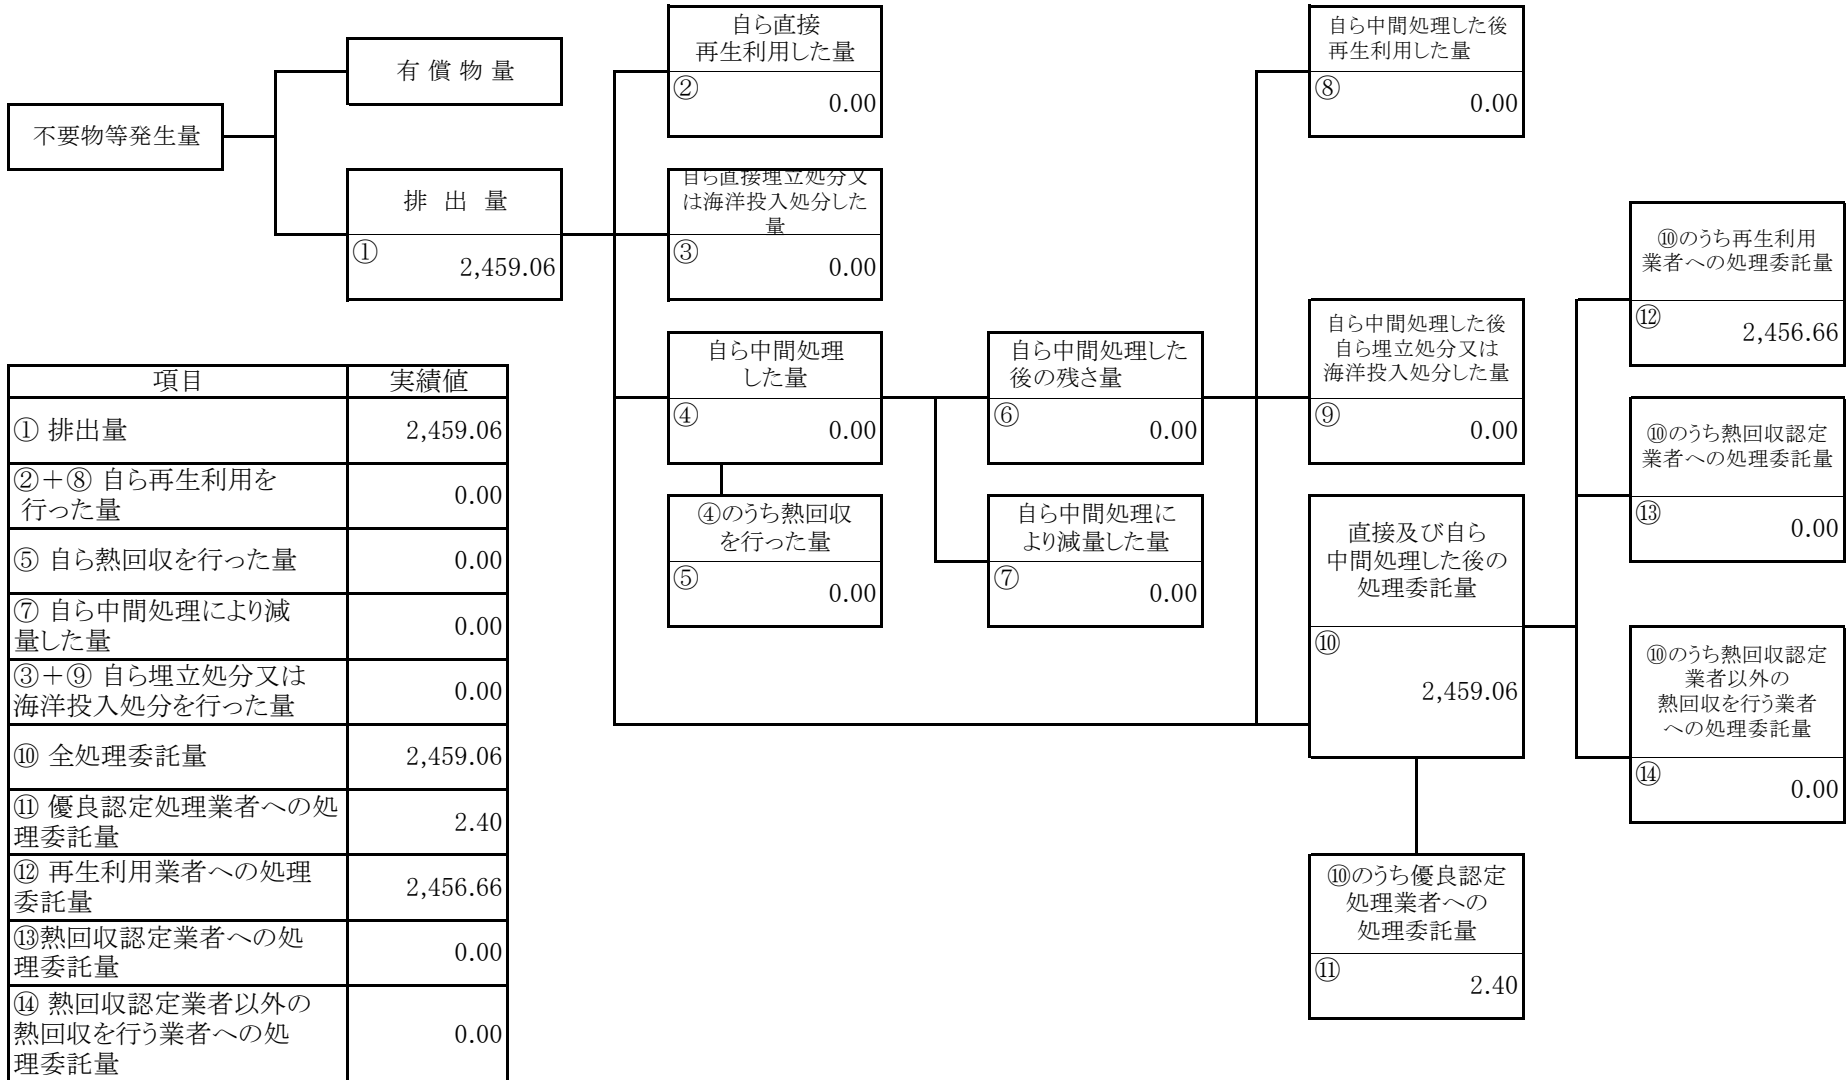 不要物等発生量
有 償 物 量
排 出 量
①
2,459.06
自ら直接
再生利用した量
②
0.00
自ら直接埋立処分又
は海洋投入処分した
量
③
0.00
自ら中間処理
した量
④
0.00
④のうち熱回収
を行った量
⑤
0.00
自ら中間処理した
後の残さ量
⑥
0.00
自ら中間処理に
より減量した量
⑦
0.00
自ら中間処理した後
再生利用した量
⑧
0.00
自ら中間処理した後
自ら埋立処分又は
海洋投入処分した量
⑨
0.00
直接及び自ら
中間処理した後の
処理委託量
⑩
2,459.06
⑩のうち優良認定
処理業者への
処理委託量
⑪
2.40
⑩のうち再生利用
業者への処理委託量
⑫
2,456.66
⑩のうち熱回収認定
業者への処理委託量
⑬
0.00
⑩のうち熱回収認定
業者以外の
熱回収を行う業者
への処理委託量
⑭
0.00
項目 実績値
① 排出量 2,459.06
②+⑧ 自ら再生利用を
行った量 0.00
⑤ 自ら熱回収を行った量 0.00
⑦ 自ら中間処理により減
量した量 0.00
③+⑨ 自ら埋立処分又は
海洋投入処分を行った量 0.00
⑩ 全処理委託量 2,459.06
⑪ 優良認定処理業者への処
理委託量 2.40
⑫ 再生利用業者への処理
委託量 2,456.66
⑬熱回収認定業者への処
理委託量 0.00
⑭ 熱回収認定業者以外の
熱回収を行う業者への処
理委託量 0.00